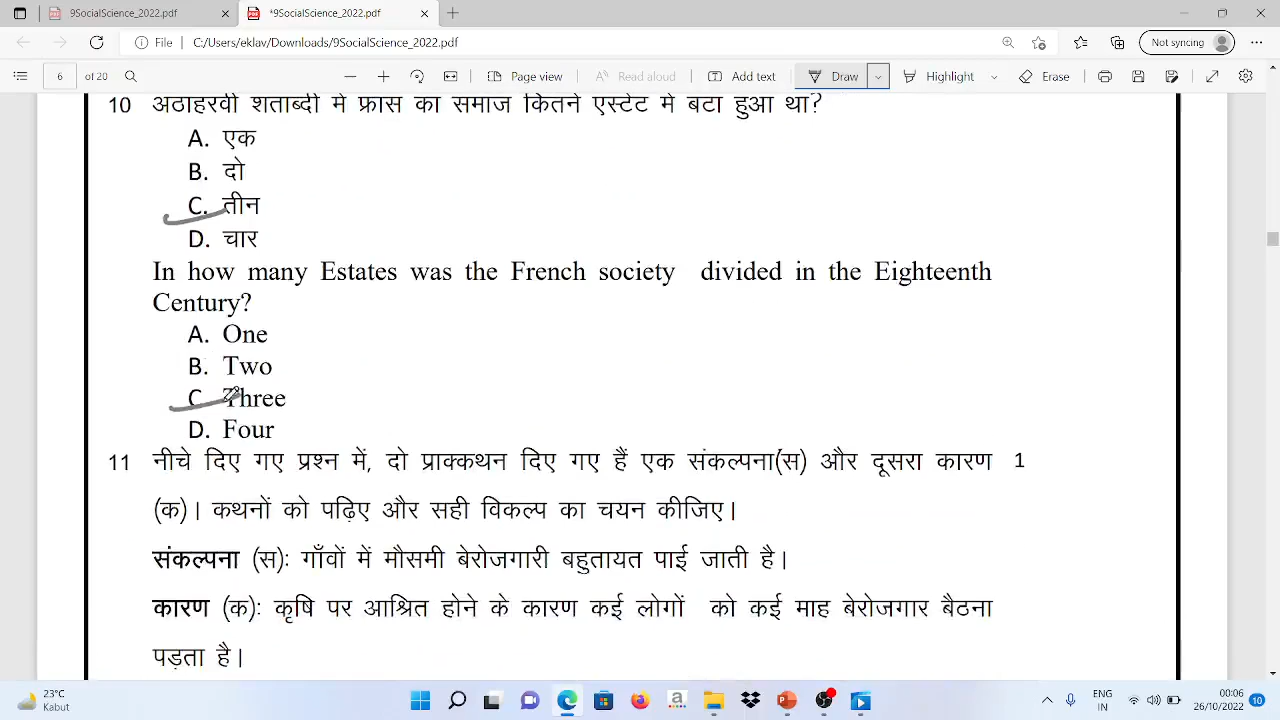 9SocialScience_2022.pdf
*9SocialScience_2022.pdf
File
C:/Users/eklav/Downloads/9SocialScience_2022.pdf
Not syncing
6 of 20
Page view
Read aloud
Add text
Draw
Highlight
Erase
10 अठाहरवी शताब्दी में फ्रांस का समाज कितने एस्टेट में बंटा हुआ था?
A. एक
B. दो
C. तीन
D. चार
In how many Estates was the French society divided in the Eighteenth
Century?
A. One
B. Two
C. Three
D. Four
11 नीचे दिए गए प्रश्न में, दो प्राक्कथन दिए गए हैं एक संकल्पना(स) और दूसरा कारण 1
(क)। कथनों को पढ़िए और सही विकल्प का चयन कीजिए।
संकल्पना (स): गाँवों में मौसमी बेरोजगारी बहुतायत पाई जाती है।
कारण (क): कृषि पर आश्रित होने के कारण कई लोगों को कई माह बेरोजगार बैठना
पड़ता है।
23°C
Kabut
ENG
IN
00:06
26/10/2022
10